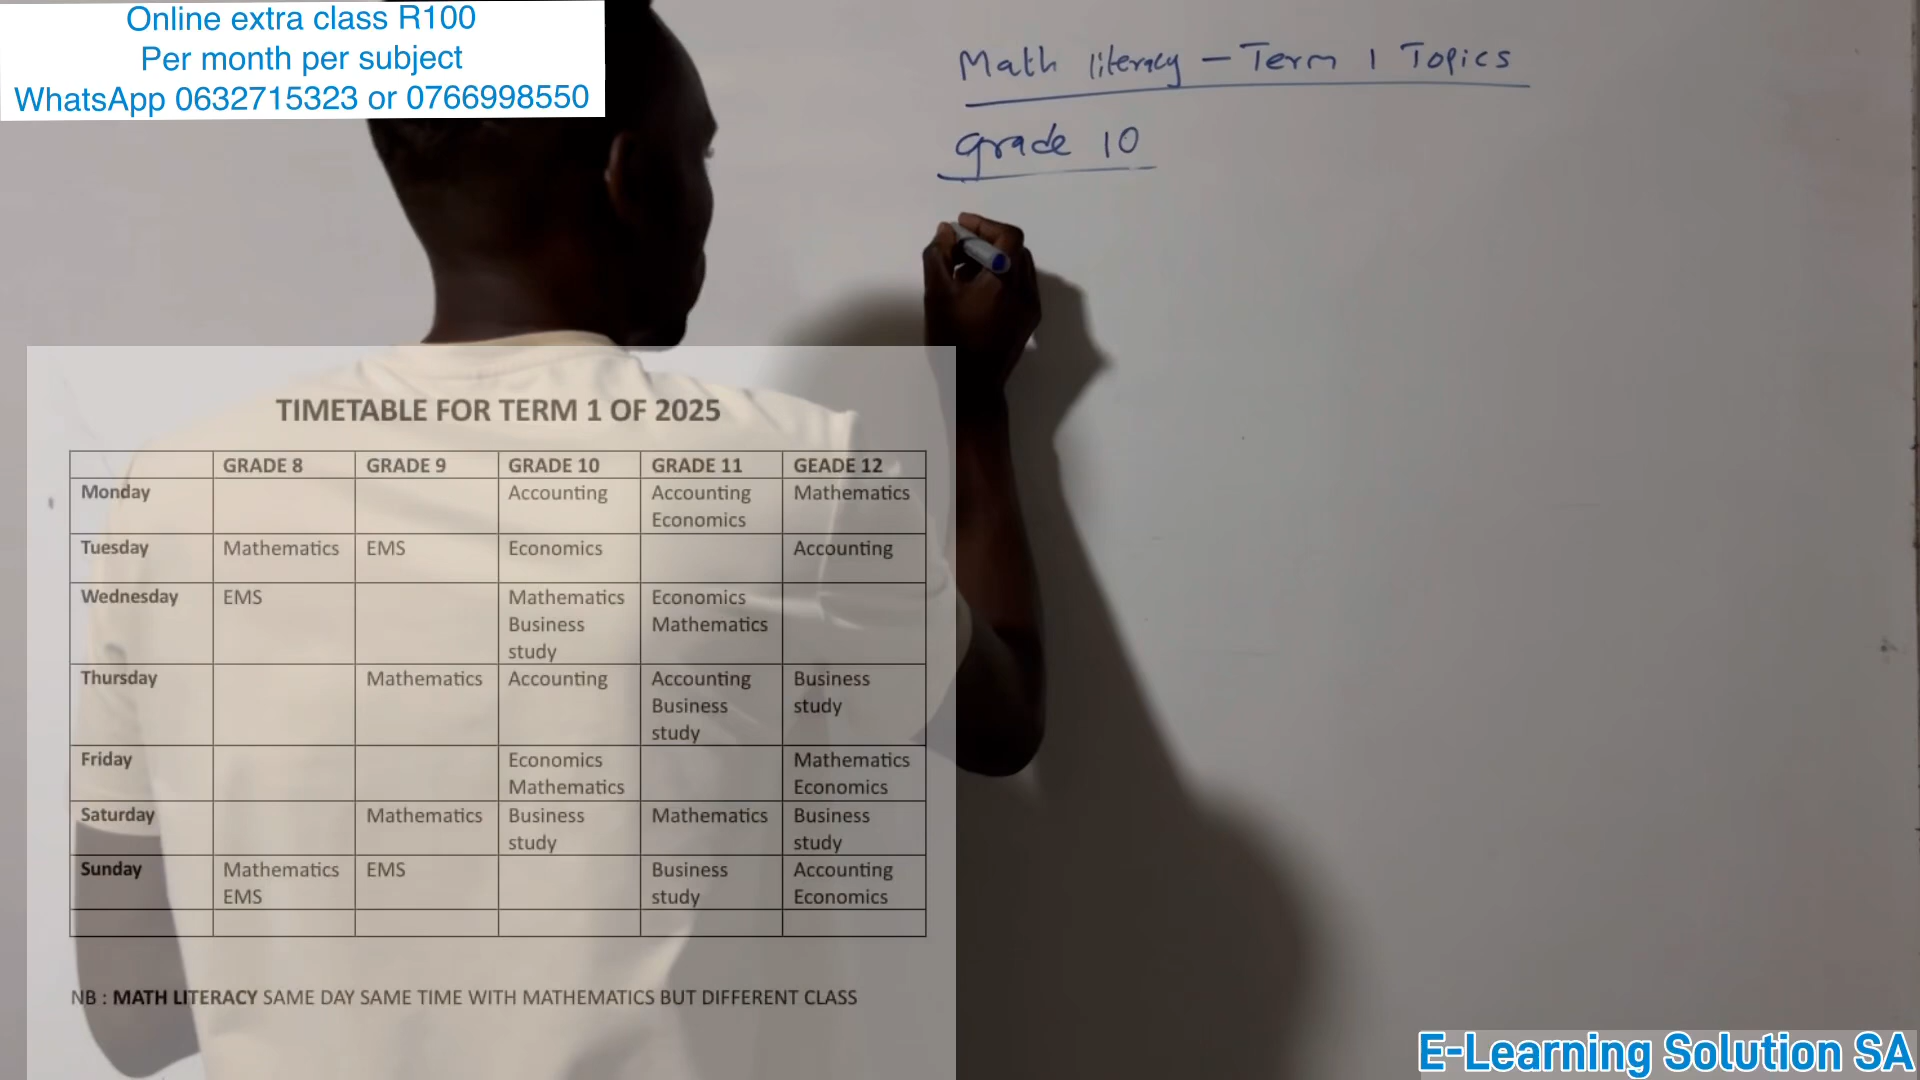 Online extra class R100
Per month per subject
WhatsApp 0632715323 or 0766998550
Math literacy - Term 1 Topics
Grade 10
TIMETABLE FOR TERM 1 OF 2025
GRADE 8 GRADE 9 GRADE 10 GRADE 11 GEADE 12
Monday Accounting Accounting Mathematics
Economics
Tuesday Mathematics EMS Economics Accounting
Wednesday EMS Mathematics Economics
Business Mathematics
study
Thursday Mathematics Accounting Accounting Business
Business study
study
Friday Economics Mathematics
Mathematics Economics
Saturday Mathematics Business Mathematics Business
study study
Sunday Mathematics EMS Business Accounting
EMS study Economics
NB : MATH LITERACY SAME DAY SAME TIME WITH MATHEMATICS BUT DIFFERENT CLASS
E-Learning Solution SA